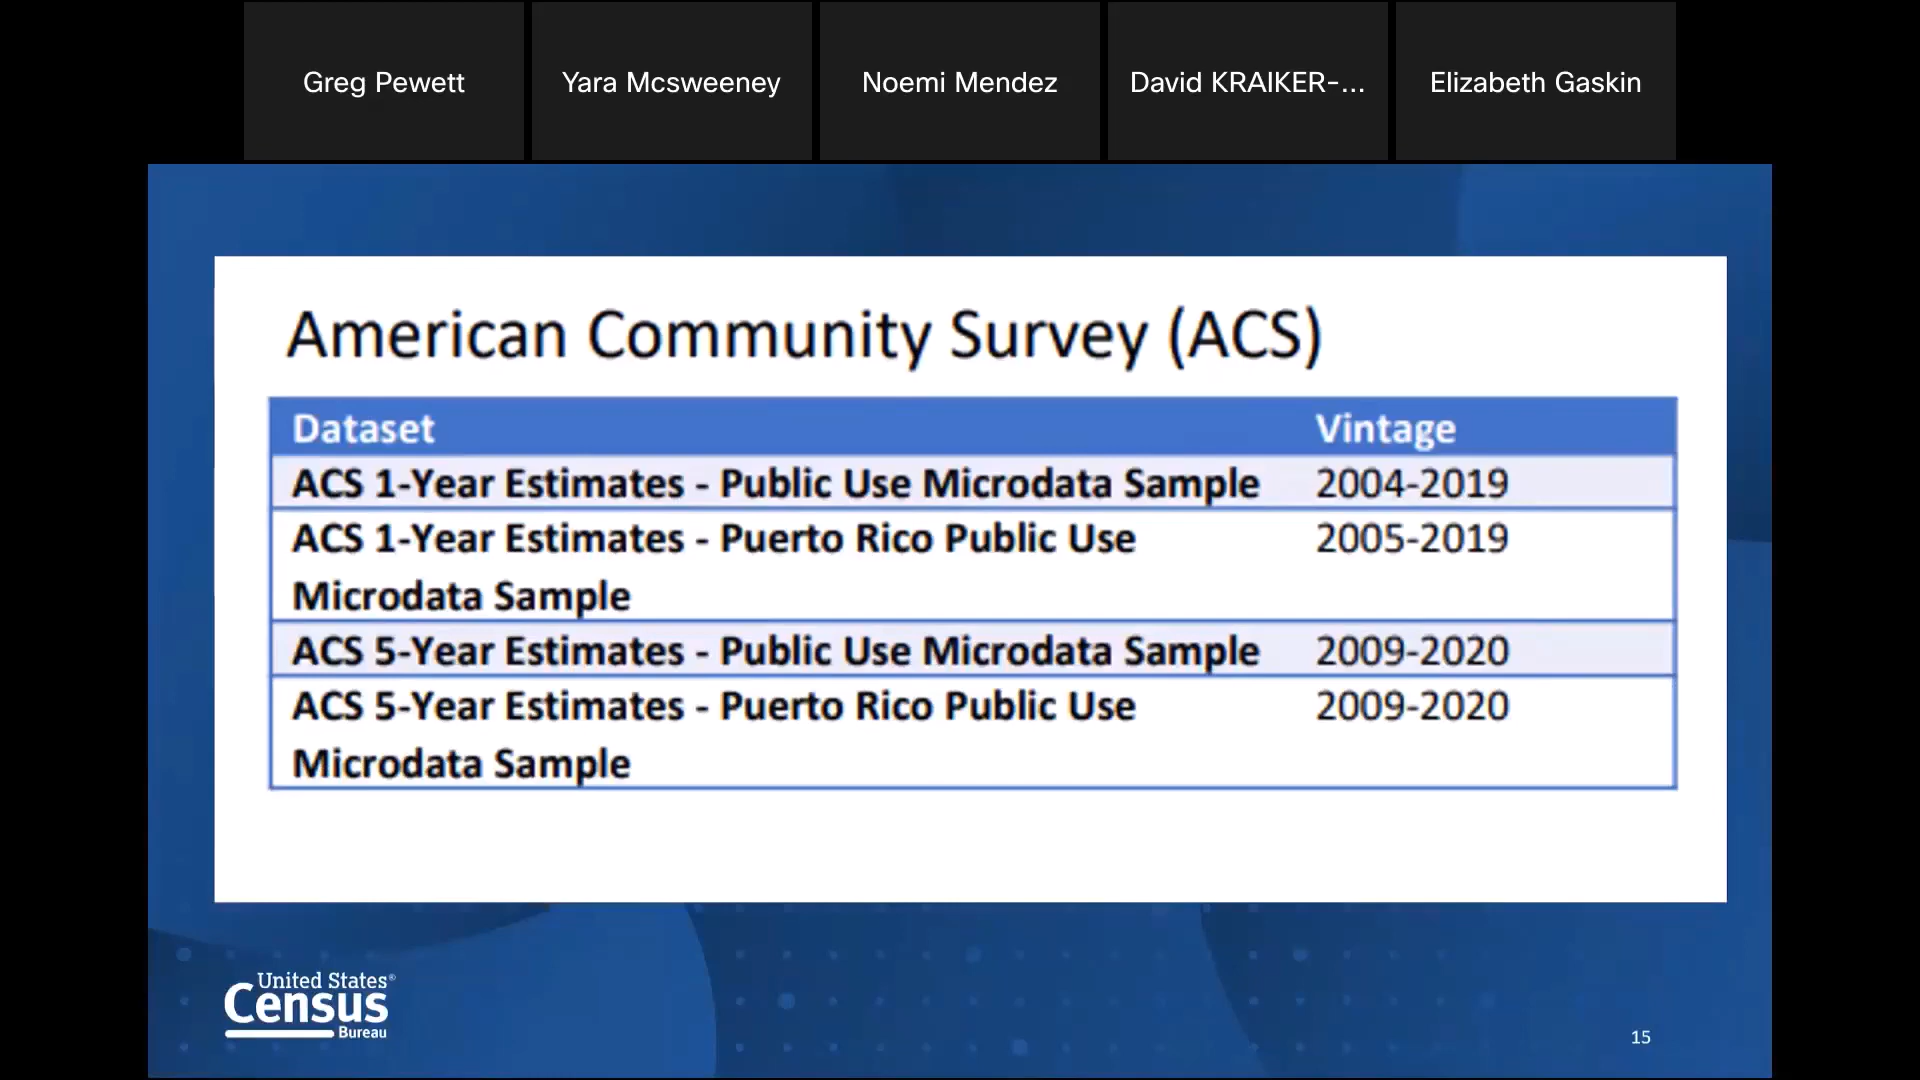 Greg Pewett
Yara Mcsweeney
Noemi Mendez
David KRAIKER-...
Elizabeth Gaskin
American Community Survey (ACS)
Dataset Vintage
ACS 1-Year Estimates - Public Use Microdata Sample 2004-2019
ACS 1-Year Estimates - Puerto Rico Public Use 2005-2019
Microdata Sample
ACS 5-Year Estimates - Public Use Microdata Sample 2009-2020
ACS 5-Year Estimates - Puerto Rico Public Use 2009-2020
Microdata Sample
United States®
Census
Bureau
15